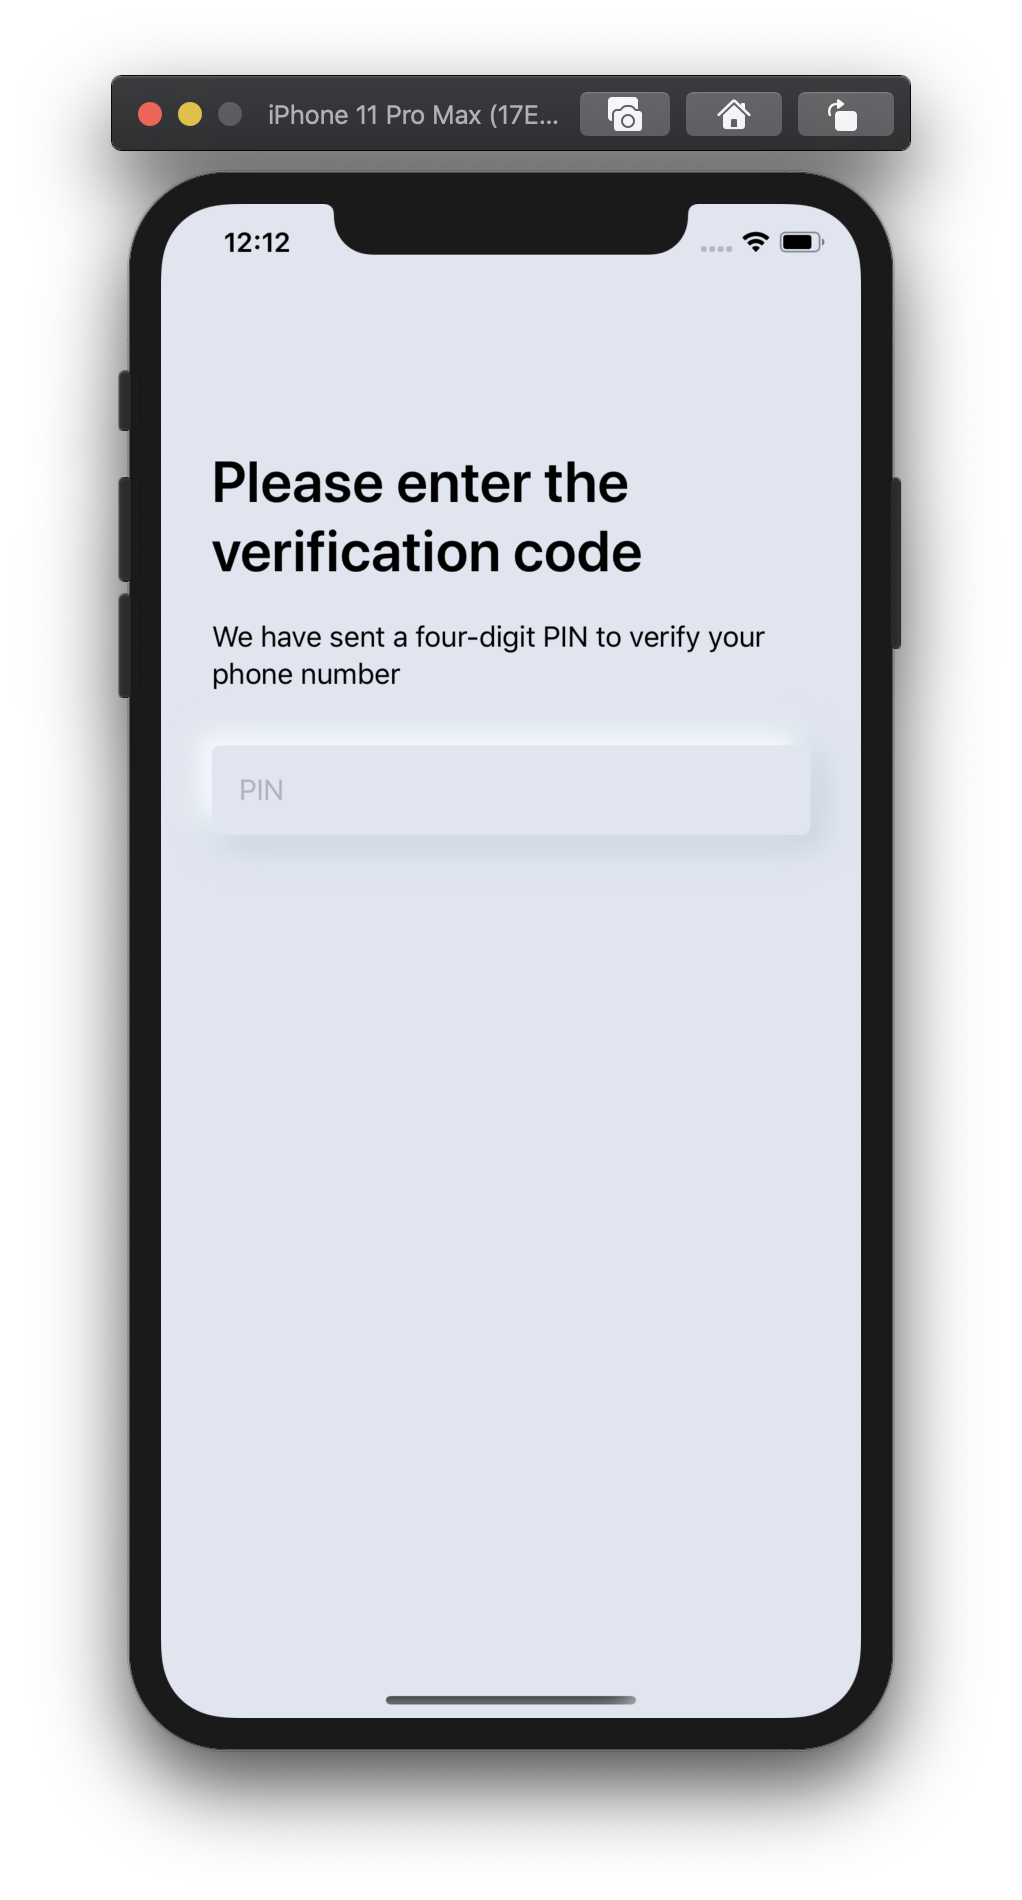 iPhone 11 Pro Max (17E...
12:12
Please enter the
verification code
We have sent a four-digit PIN to verify your
phone number
PIN